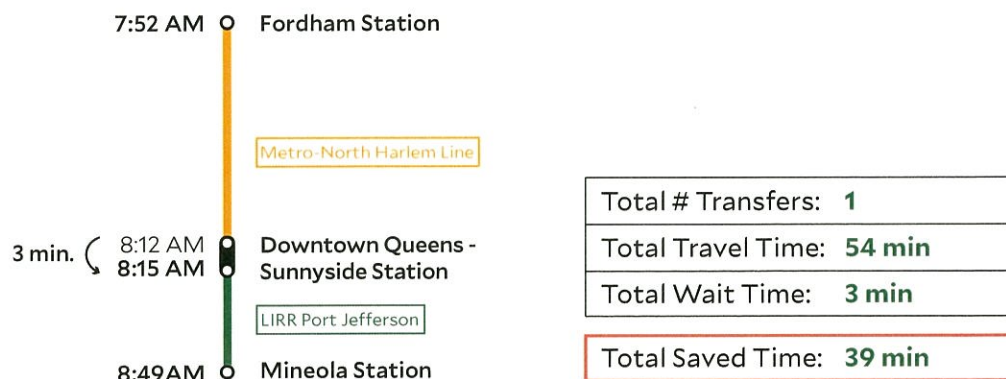 7:52 AM Fordham Station
Metro-North Harlem Line
3 min.
8:12 AM
8:15 AM
Downtown Queens -
Sunnyside Station
LIRR Port Jefferson
8:49AM Mineola Station
Total # Transfers: 1
Total Travel Time: 54 min
Total Wait Time: 3 min
Total Saved Time: 39 min